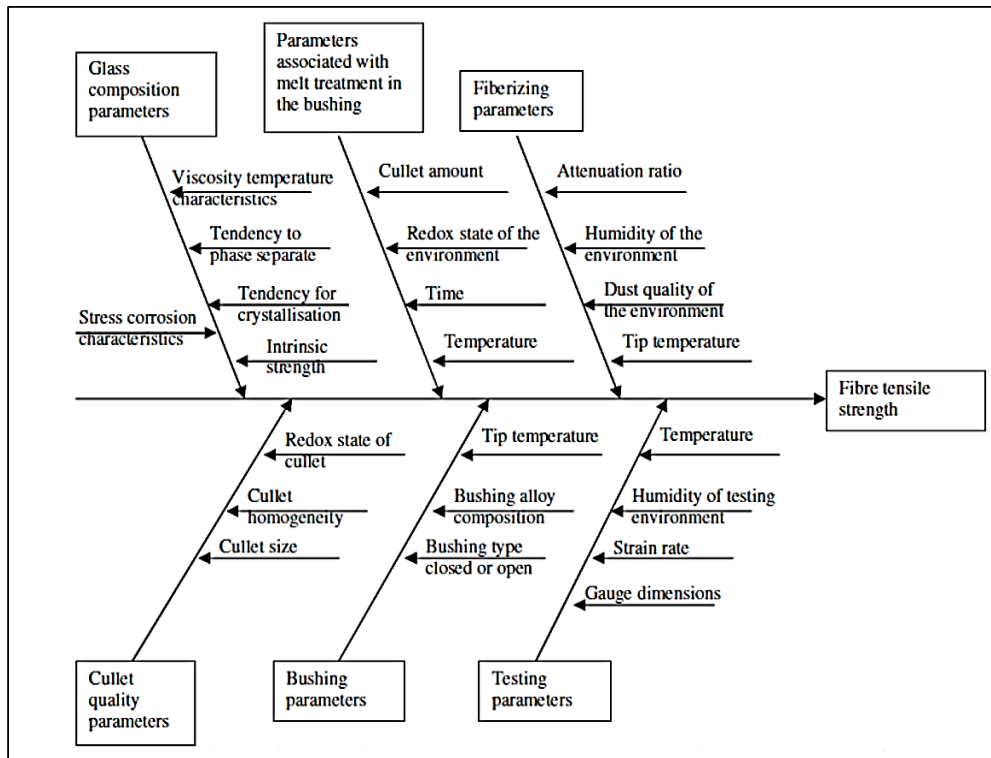 Glass
composition
parameters
Parameters
associated with
melt treatment in
the bushing
Fiberizing
parameters
Viscosity temperature
characteristics
Tendency to
phase separate
Tendency for
crystallisation
Stress corrosion
characteristics
Intrinsic
strength
Cullet amount
Redox state of the
environment
Time
Temperature
Attenuation ratio
Humidity of the
environment
Dust quality of
the environment
Tip temperature
Fibre tensile
strength
Redox state of
cullet
Cullet
homogeneity
Cullet size
Tip temperature
Bushing alloy
composition
Bushing type
closed or open
Temperature
Humidity of testing
environment
Strain rate
Gauge dimensions
Cullet
quality
parameters
Bushing
parameters
Testing
parameters